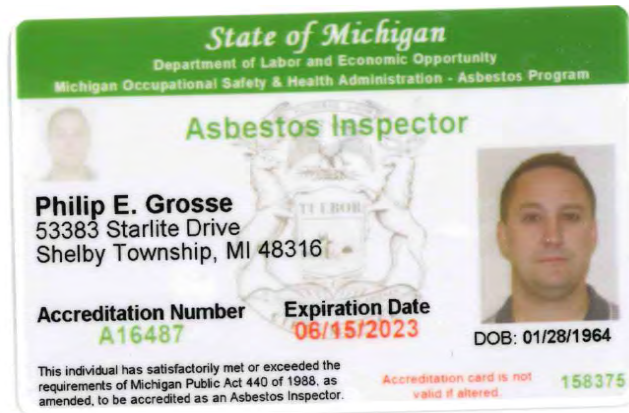 State of Michigan
Department of Labor and Economic Opportunity
Michigan Occupational Safety & Health Administration - Asbestos Program
Asbestos Inspector
TUEBOR
Philip E. Grosse
53383 Starlite Drive
Shelby Township, MI 48316
Accreditation Number
A16487
Expiration Date
06/15/2023
DOB: 01/28/1964
This individual has satisfactorily met or exceeded the
requirements of Michigan Public Act 440 of 1988, as
amended, to be accredited as an Asbestos Inspector.
Accreditation card is not
valid if altered.
158375